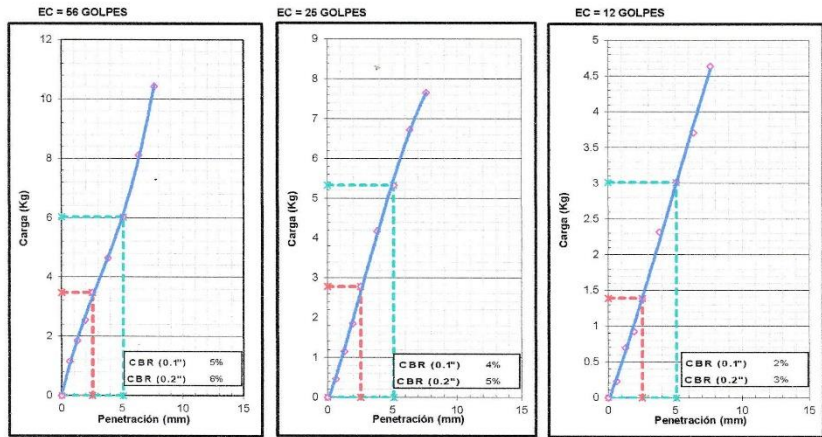 EC = 56 GOLPES
12
10
8
6
4
2
0
0
5
10
15
Carga (Kg)
Penetración (mm)
CBR (0.1") 5%
CBR (0.2") 6%
EC = 25 GOLPES
9
8
7
6
5
4
3
2
1
0
0
5
10
15
Carga (Kg)
Penetración (mm)
CBR (0.1") 4%
CBR (0.2") 5%
EC = 12 GOLPES
5
4.5
4
3.5
3
2.5
2
1.5
1
0.5
0
0
5
10
15
Carga (Kg)
Penetración (mm)
CBR (0.1") 2%
CBR (0.2") 3%